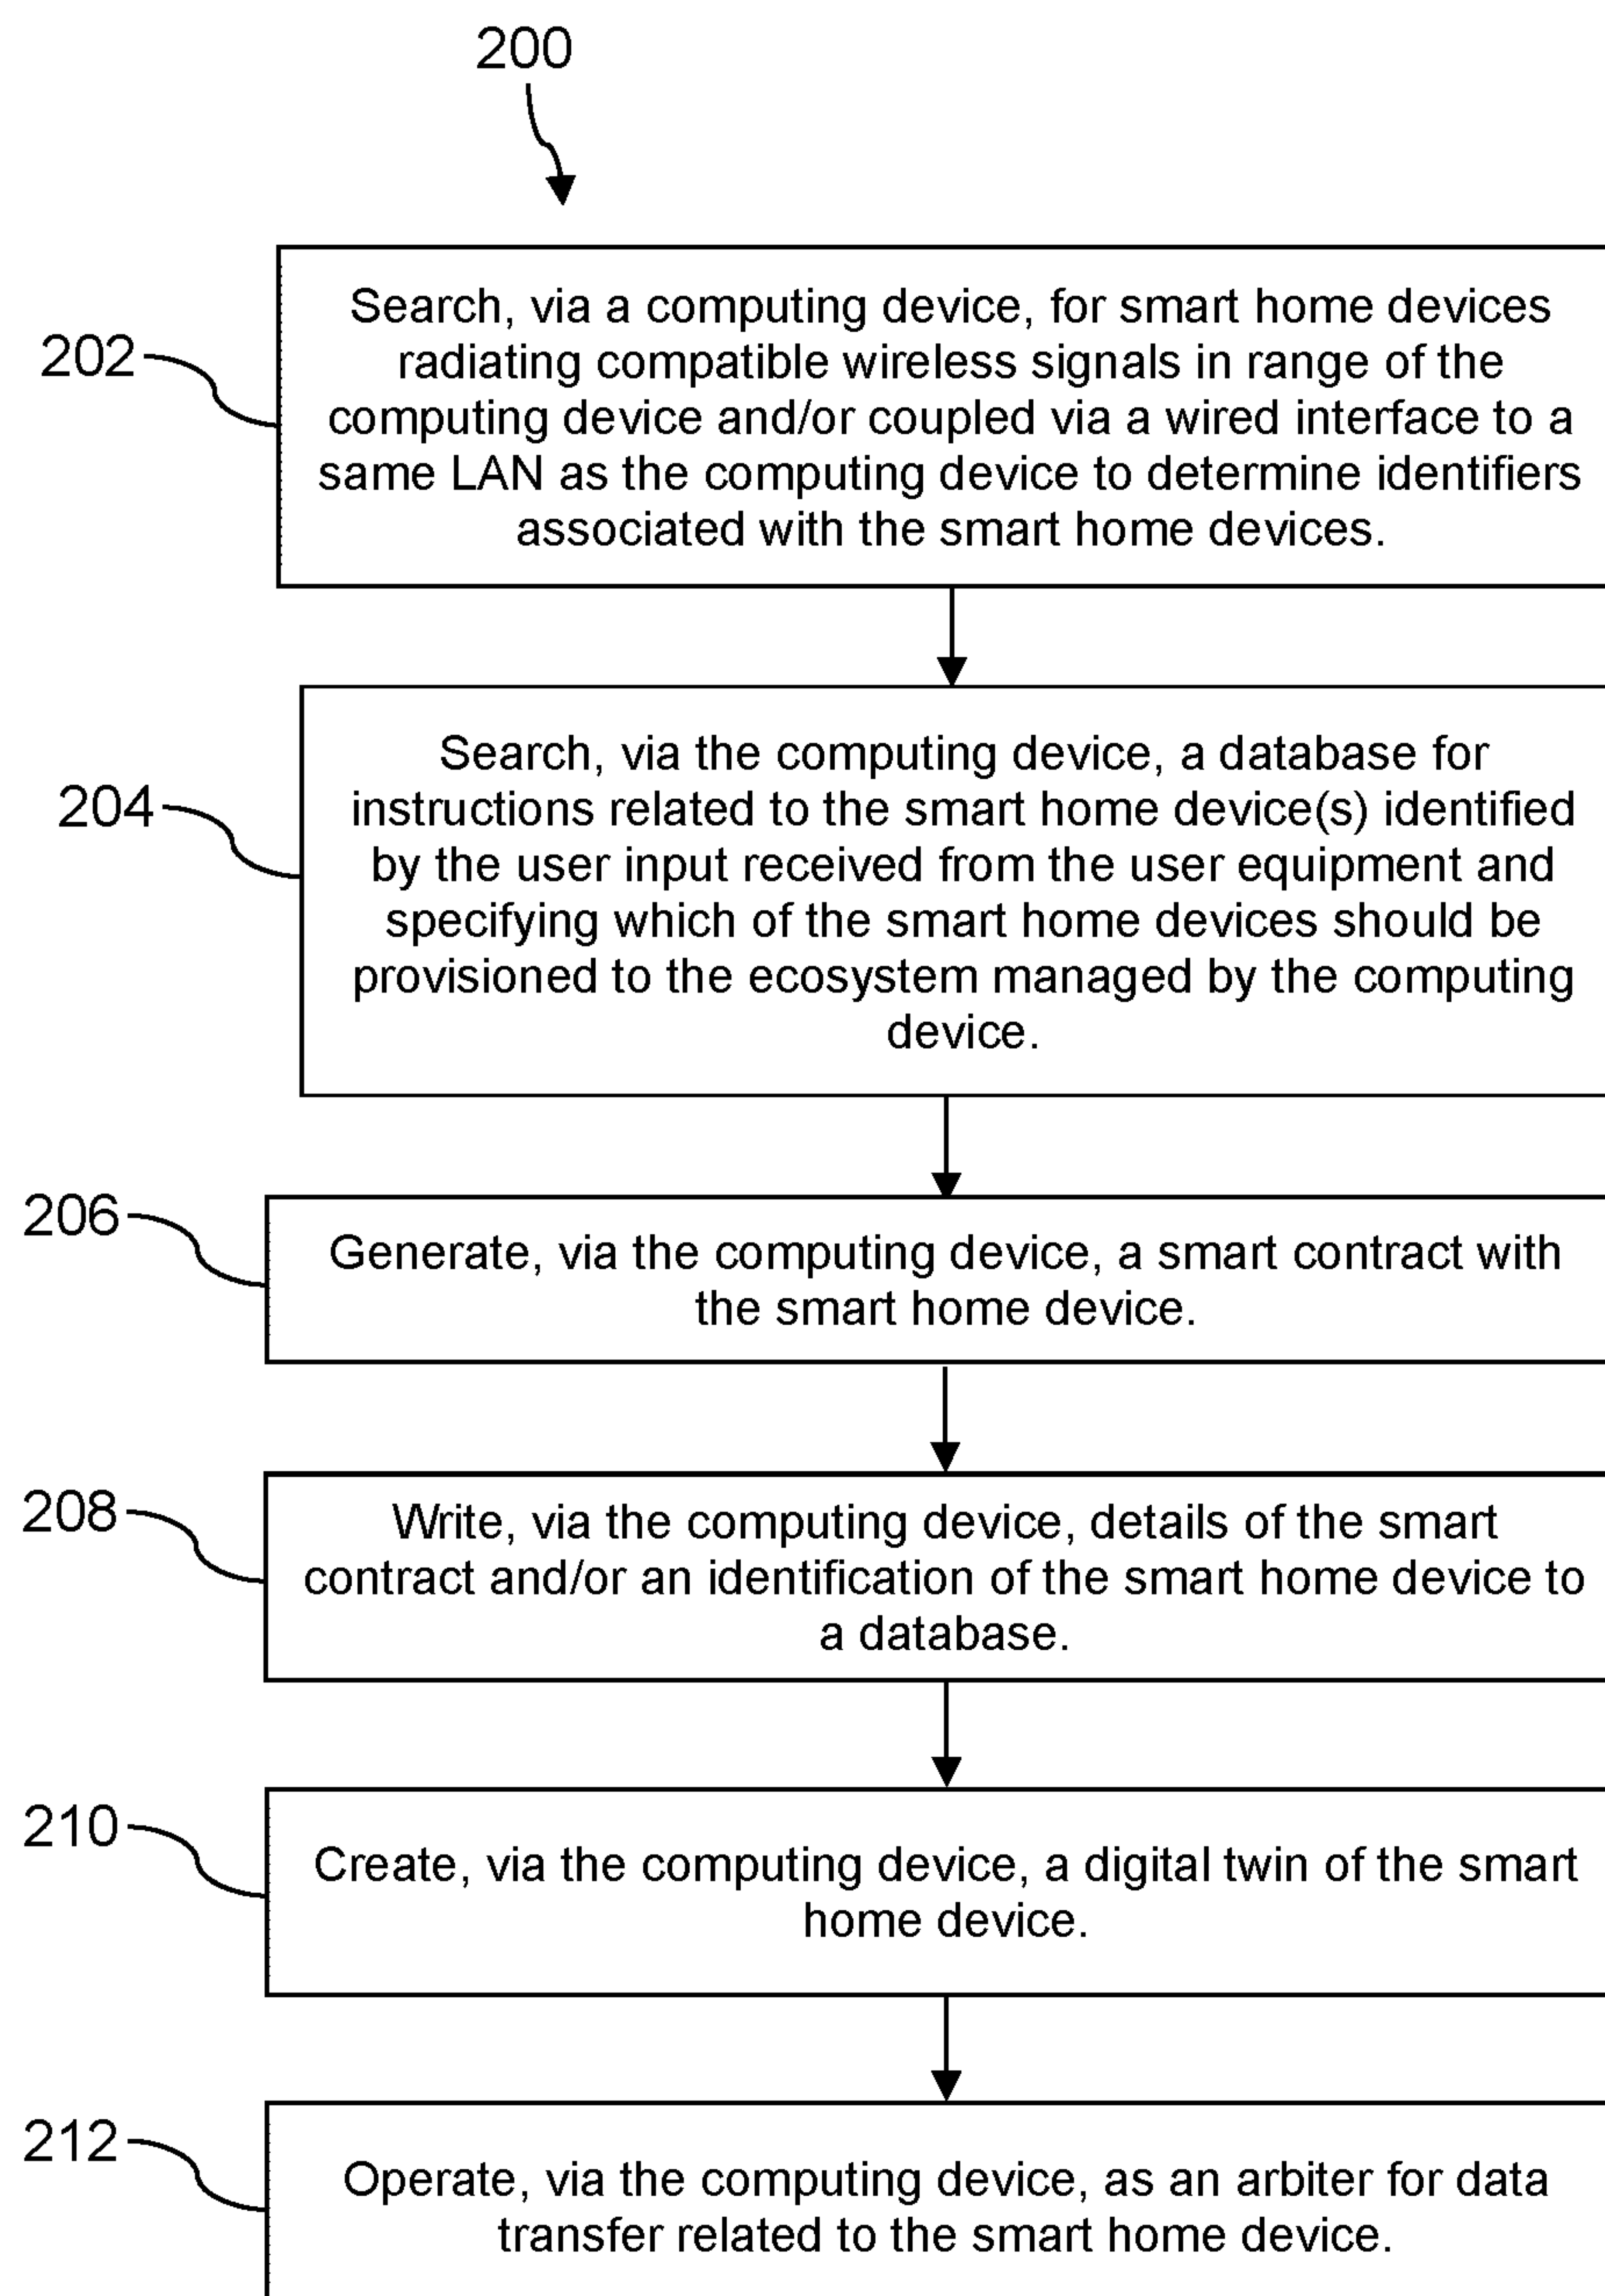 200
202
Search, via a computing device, for smart home devices
radiating compatible wireless signals in range of the
computing device and/or coupled via a wired interface to a
same LAN as the computing device to determine identifiers
associated with the smart home devices.
204
Search, via the computing device, a database for
instructions related to the smart home device(s) identified
by the user input received from the user equipment and
specifying which of the smart home devices should be
provisioned to the ecosystem managed by the computing
device.
206
Generate, via the computing device, a smart contract with
the smart home device.
208
Write, via the computing device, details of the smart
contract and/or an identification of the smart home device to
a database.
210
Create, via the computing device, a digital twin of the smart
home device.
212
Operate, via the computing device, as an arbiter for data
transfer related to the smart home device.